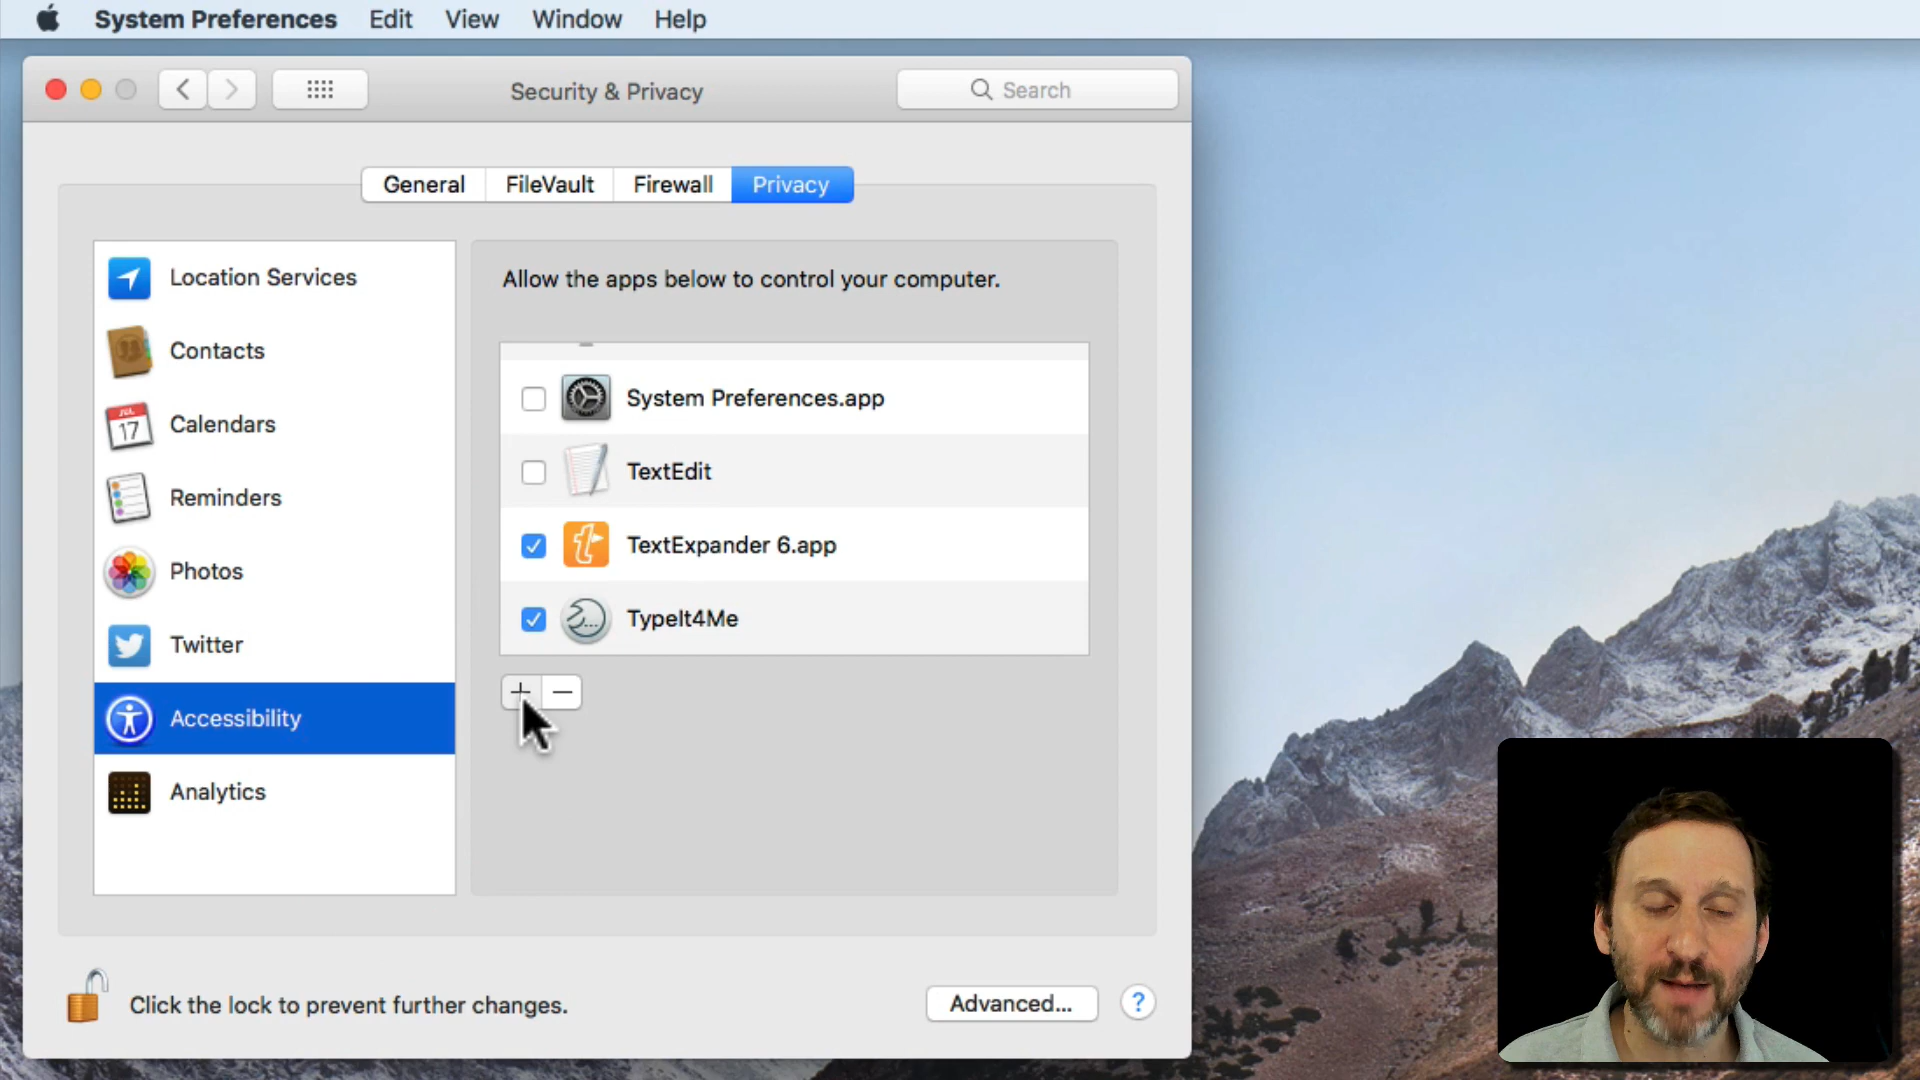 System Preferences Edit View Window Help
Security & Privacy
Search
General FileVault Firewall Privacy
Location Services
Contacts
JUL
17
Calendars
Reminders
Photos
Twitter
Accessibility
Analytics
Allow the apps below to control your computer.
System Preferences.app
TextEdit
TextExpander 6.app
TypeIt4Me
+ −
Click the lock to prevent further changes.
Advanced... ?